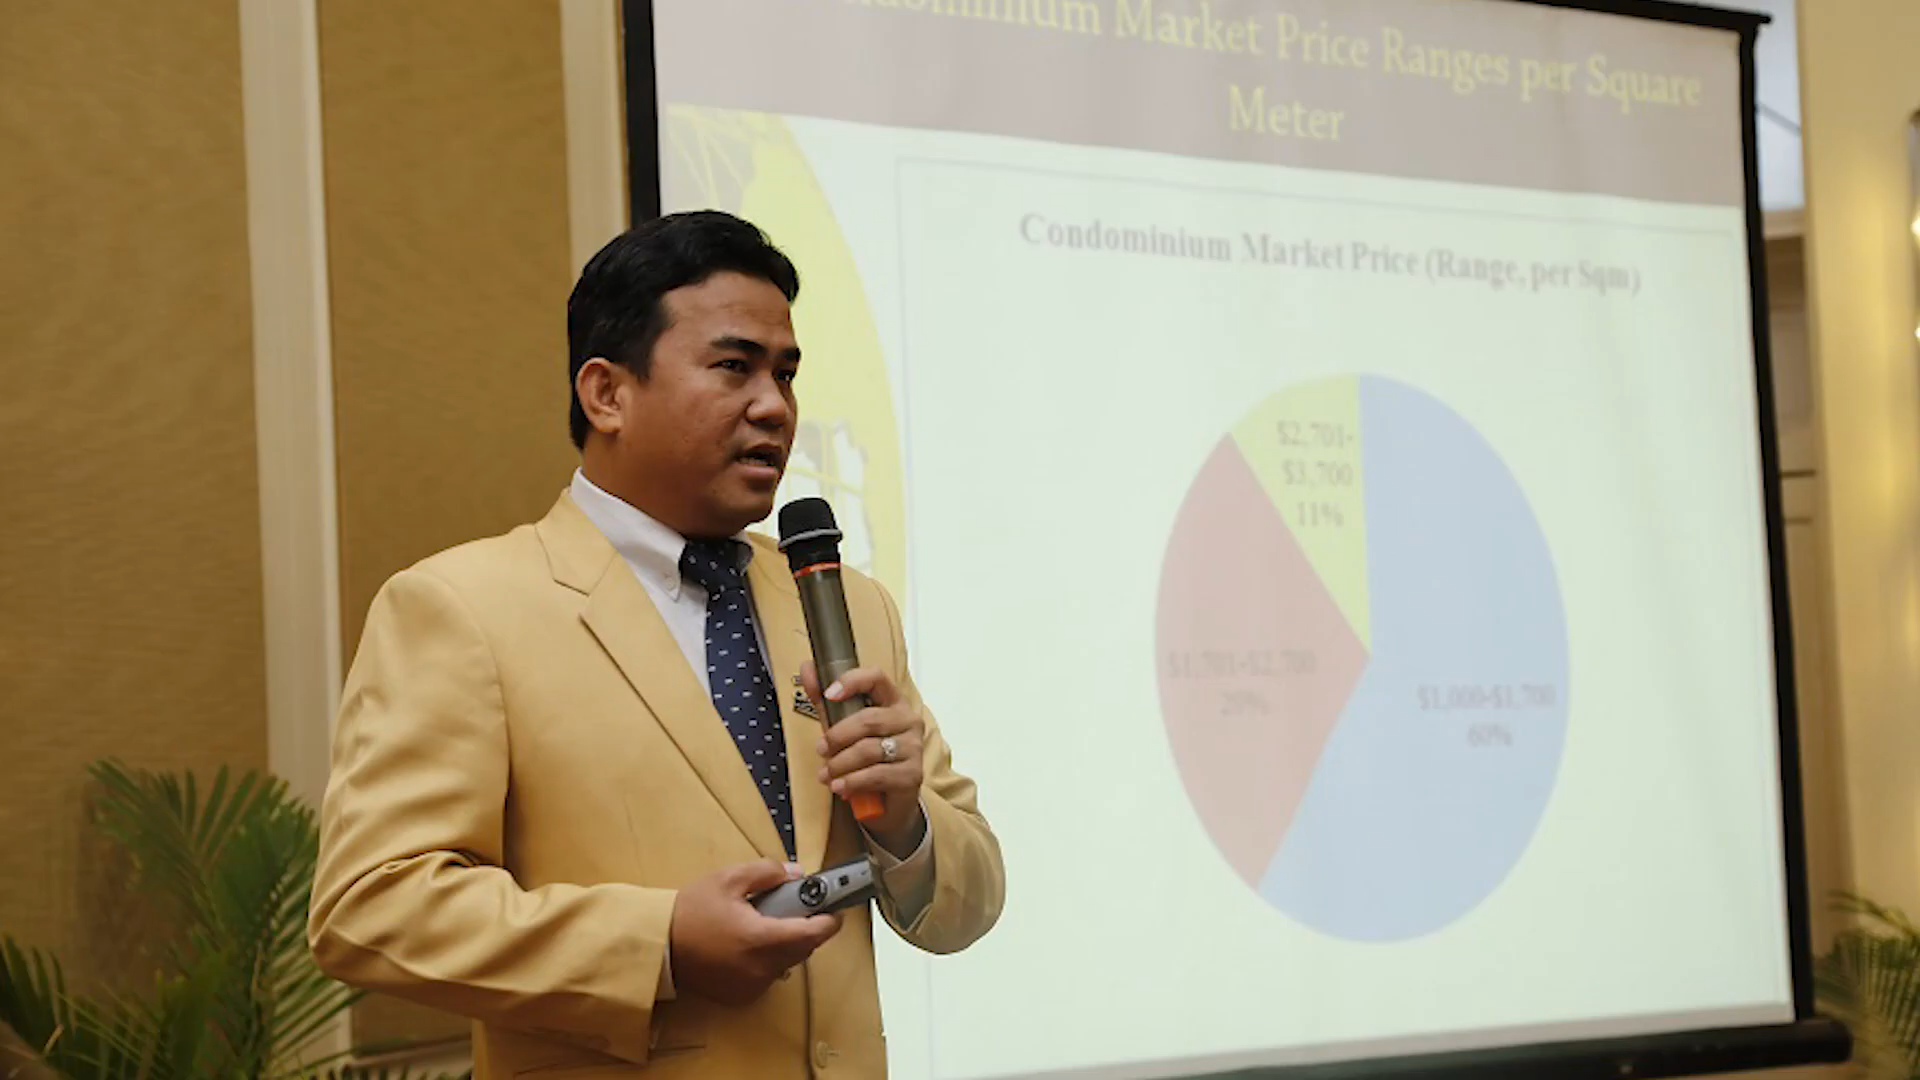 Condominium Market Price Ranges per Square
Meter
Condominium Market Price (Range, per Sqm)
$2,701-
$3,700
11%
$1,701-$2,700
29%
$1,000-$1,700
60%